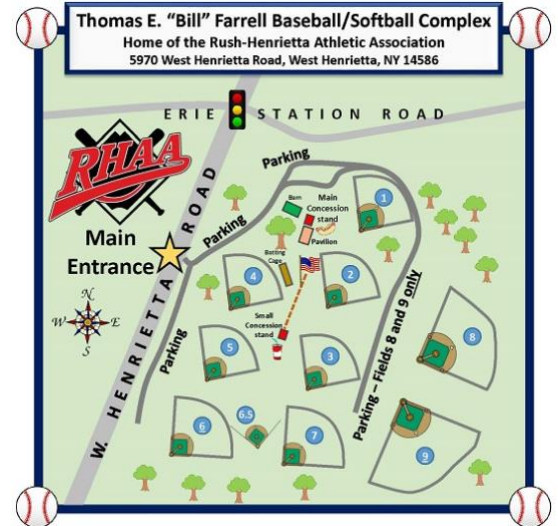 Thomas E. “Bill” Farrell Baseball/Softball Complex
Home of the Rush-Henrietta Athletic Association
5970 West Henrietta Road, West Henrietta, NY 14586
ERIE STATION ROAD
RHAA
Main
Entrance
W. HENRIETTA ROAD
Parking
Parking
Parking
Barn
Main
Concession
stand
Pavilion
1
Batting
Cage
4
2
N
W
E
S
Small
Concession
stand
5
3
8
Parking – Fields 8 and 9 only
6
6.5
7
9